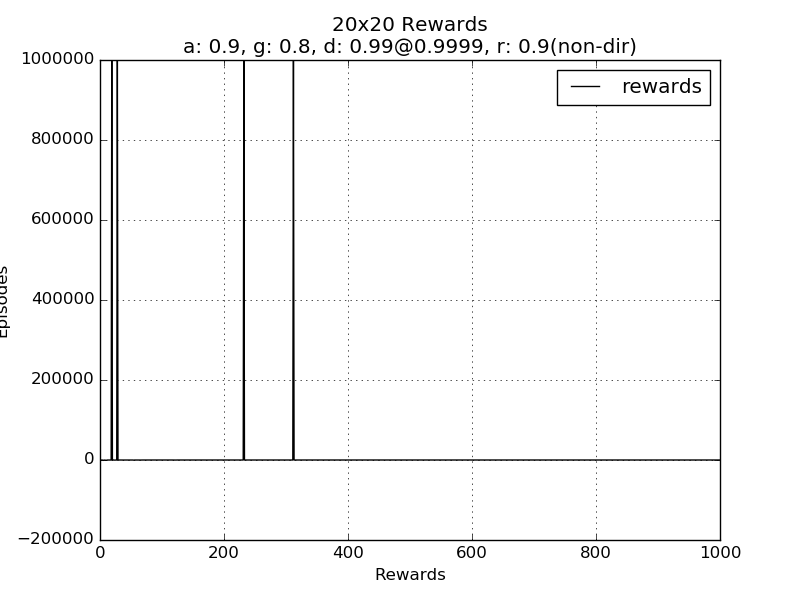 20x20 Rewards
a: 0.9, g: 0.8, d: 0.99@0.9999, r: 0.9(non-dir)
1000000
rewards
800000
600000
400000
Episodes
200000
0
−200000
0 200 400 600 800 1000
Rewards